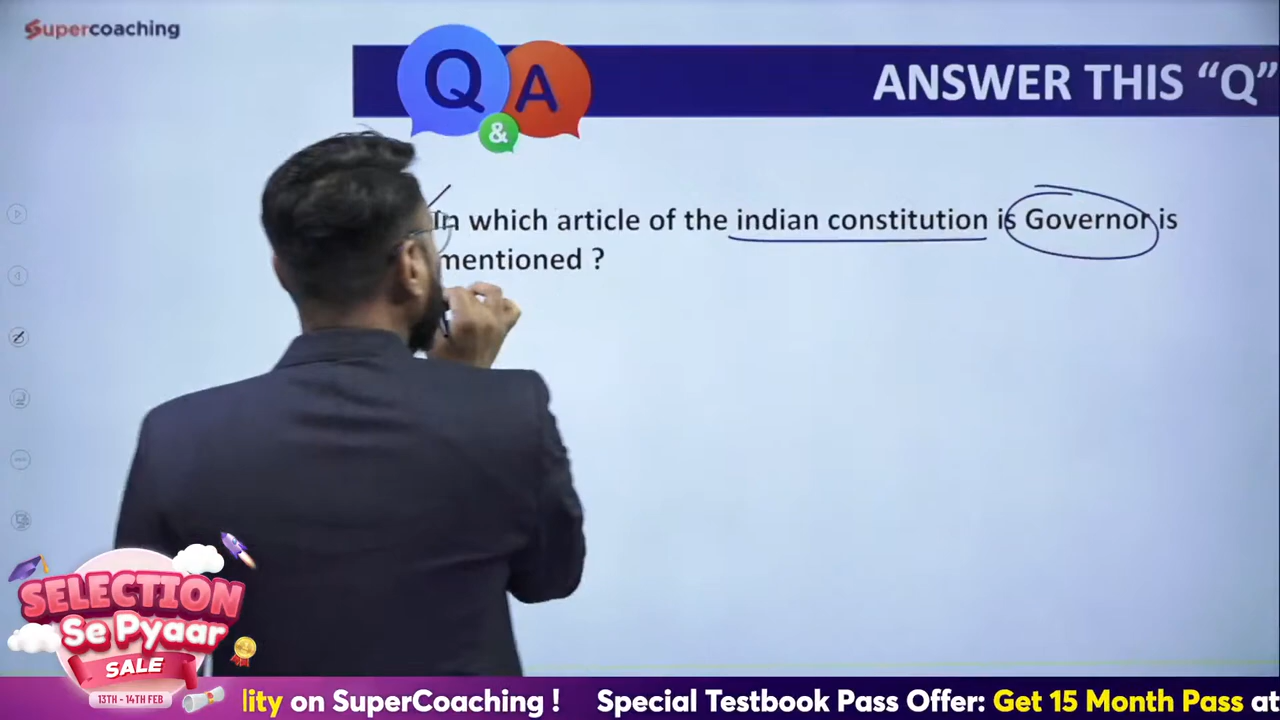 Supercoaching
Q & A
ANSWER THIS “Q”
In which article of the indian constitution is Governor is
mentioned ?
SELECTION
Se Pyaar
SALE
13TH - 14TH FEB
lity on SuperCoaching ! Special Testbook Pass Offer: Get 15 Month Pass at